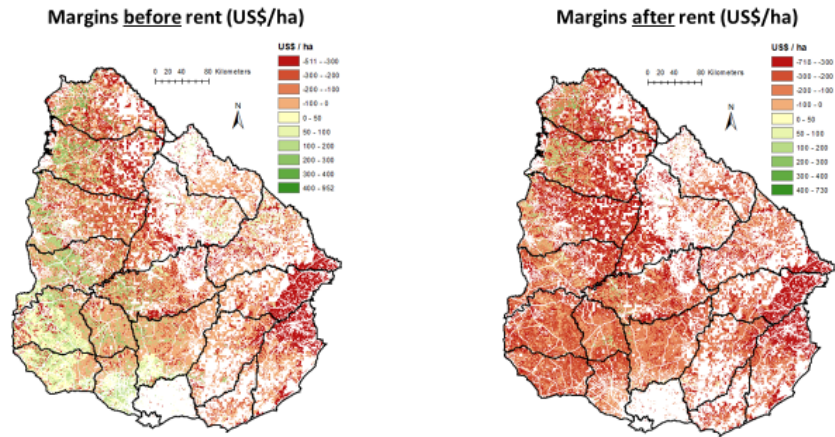 Margins before rent (US$/ha)
US$ / ha
0 20 40 80 Kilometers
N
-511 - -300
-300 - -200
-200 - -100
-100 - 0
0 - 50
50 - 100
100 - 200
200 - 300
300 - 400
400 - 952
Margins after rent (US$/ha)
US$ / ha
0 20 40 80 Kilometers
N
-718 - -300
-300 - -200
-200 - -100
-100 - 0
0 - 50
50 - 100
100 - 200
200 - 300
300 - 400
400 - 730